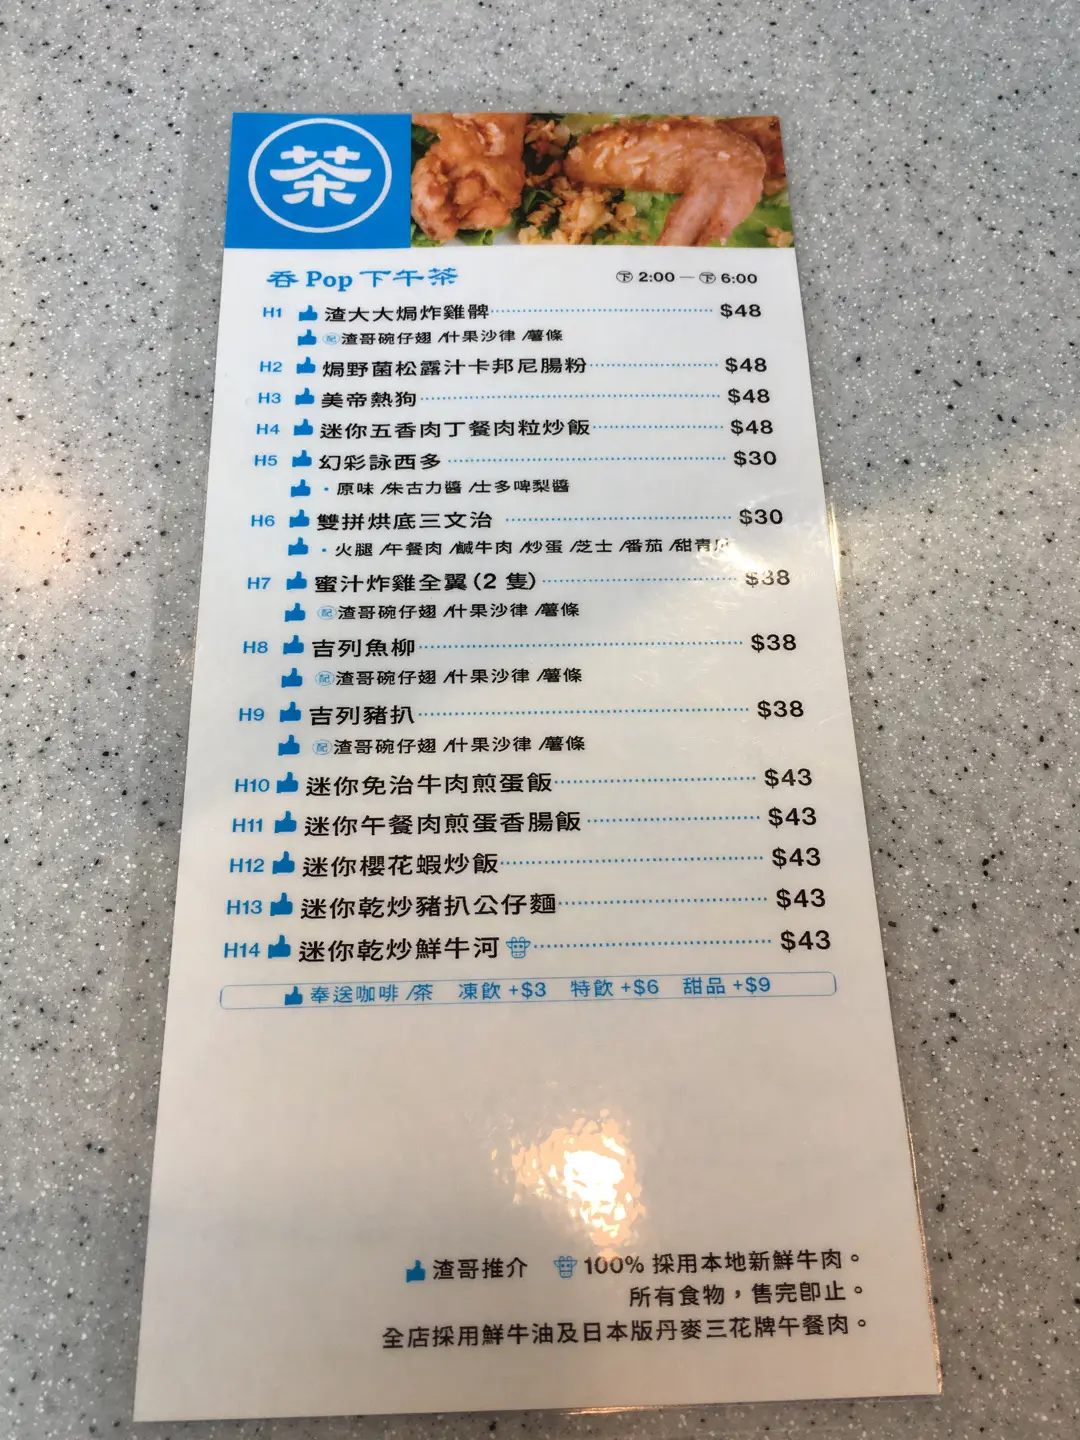 茶
吞 Pop 下午茶 下 2:00 — 下 6:00
H1 渣大大焗炸雞髀 $48
配 渣哥碗仔翅 /什果沙律 /薯條
H2 焗野菌松露汁卡邦尼腸粉 $48
H3 美帝熱狗 $48
H4 迷你五香肉丁餐肉粒炒飯 $48
H5 幻彩詠西多 $30
・原味 /朱古力醬 /士多啤梨醬
H6 雙拼烘底三文治 $30
・火腿 /午餐肉 /鹹牛肉 /炒蛋 /芝士 /番茄 /甜青瓜
H7 蜜汁炸雞全翼 (2 隻) $38
配 渣哥碗仔翅 /什果沙律 /薯條
H8 吉列魚柳 $38
配 渣哥碗仔翅 /什果沙律 /薯條
H9 吉列豬扒 $38
配 渣哥碗仔翅 /什果沙律 /薯條
H10 迷你免治牛肉煎蛋飯 $43
H11 迷你午餐肉煎蛋香腸飯 $43
H12 迷你櫻花蝦炒飯 $43
H13 迷你乾炒豬扒公仔麵 $43
H14 迷你乾炒鮮牛河 $43
奉送咖啡 /茶 凍飲 +$3 特飲 +$6 甜品 +$9
渣哥推介 100% 採用本地新鮮牛肉。
所有食物，售完即止。
全店採用鮮牛油及日本版丹麥三花牌午餐肉。